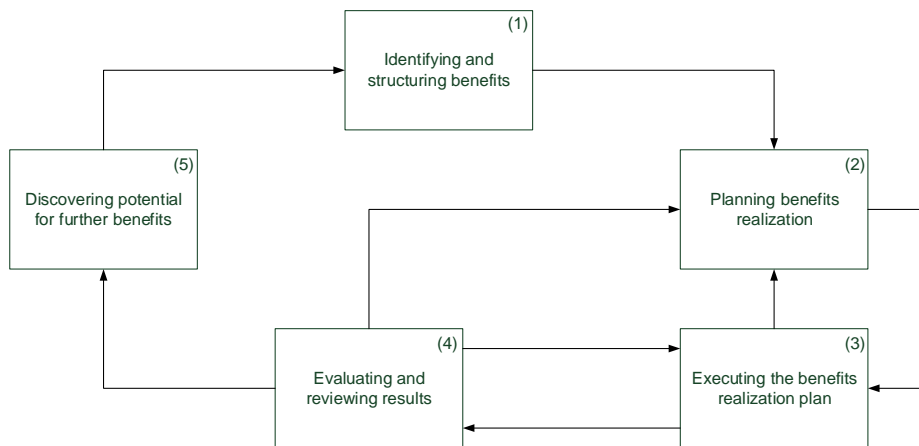 (1)
Identifying and
structuring benefits
(5)
Discovering potential
for further benefits
(2)
Planning benefits
realization
(4)
Evaluating and
reviewing results
(3)
Executing the benefits
realization plan